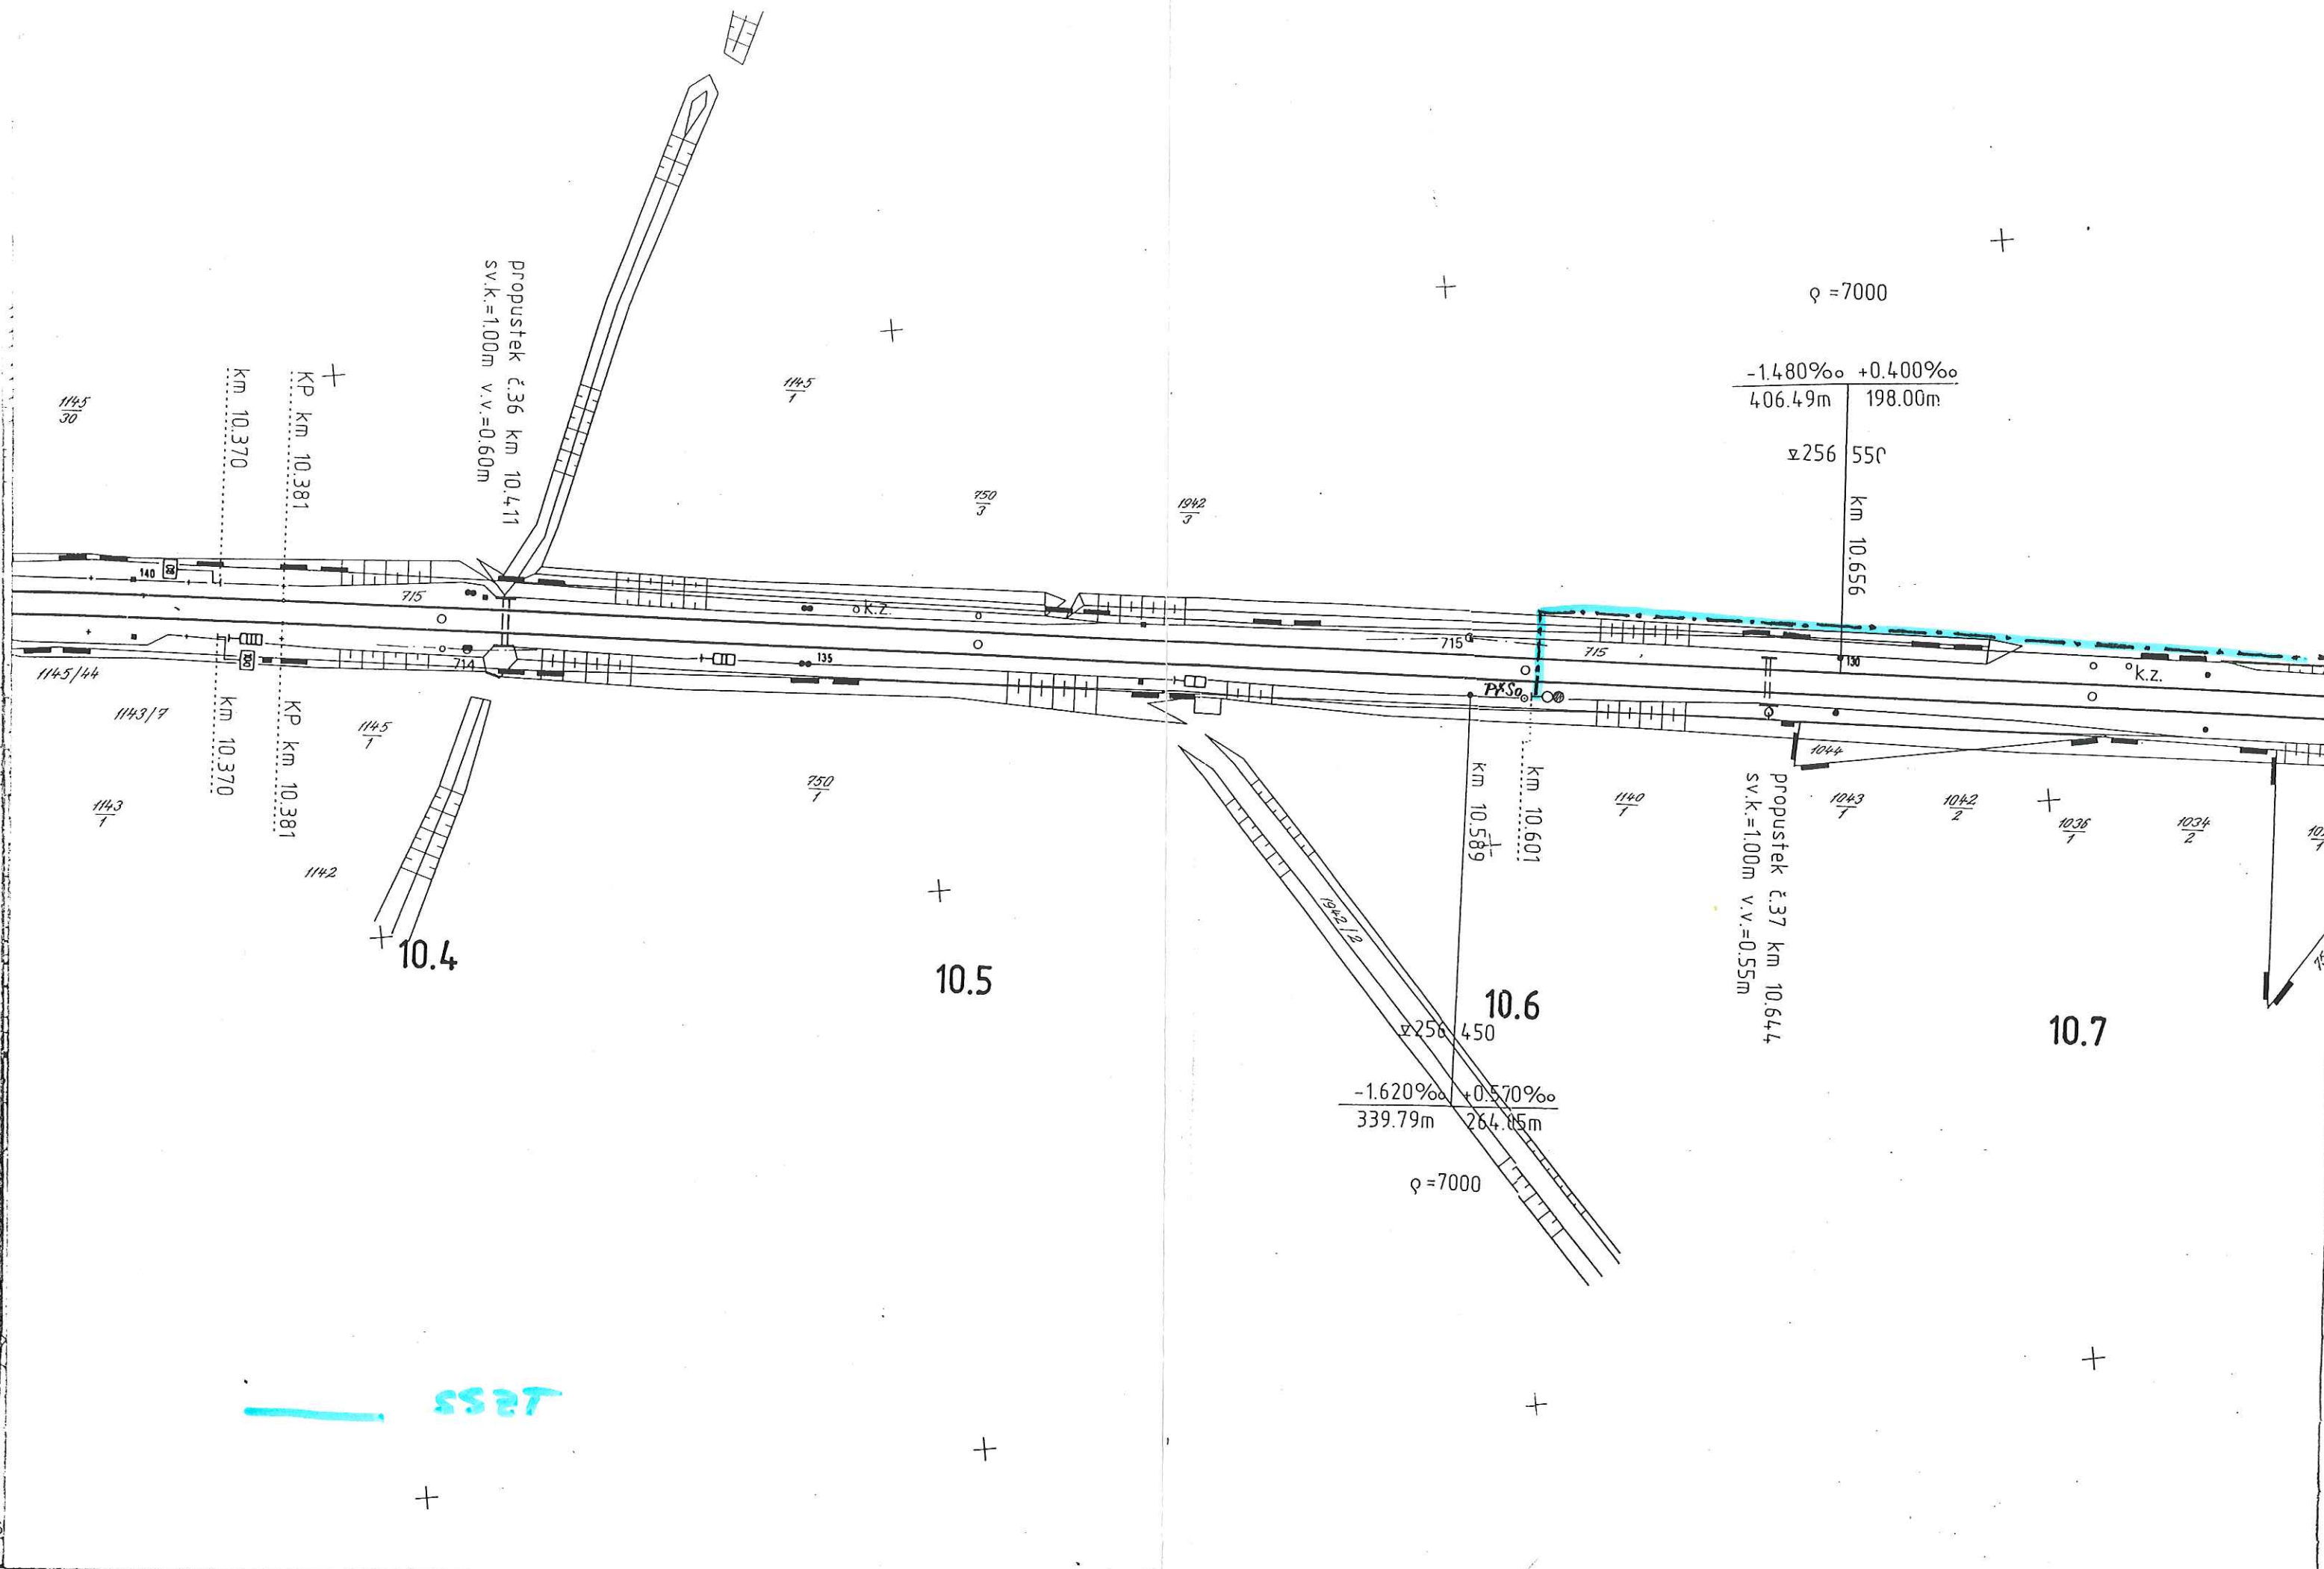 propustek č.36 km 10.411
sv.k.=1.00m v.v.=0.60m
KP km 10.381
km 10.370
1145
30
1145
1
750
3
1942
3
ρ =7000
-1.480‰ +0.400‰
406.49m 198.00m
256 550
km 10.656
140
715
K.Z.
715
715
130
K.Z.
714
135
PřSo
1145/44
1143/7
1145
1
1143
1
1142
km 10.370
KP km 10.381
750
1
km 10.589
km 10.601
1140
1
1044
propustek č.37 km 10.644
sv.k.=1.00m v.v.=0.55m
1043
1
1042
2
1036
1
1034
2
1942/2
10.4
10.5
10.6
10.7
256 450
-1.620‰ +0.570‰
339.79m 264.05m
ρ =7000
SSZT